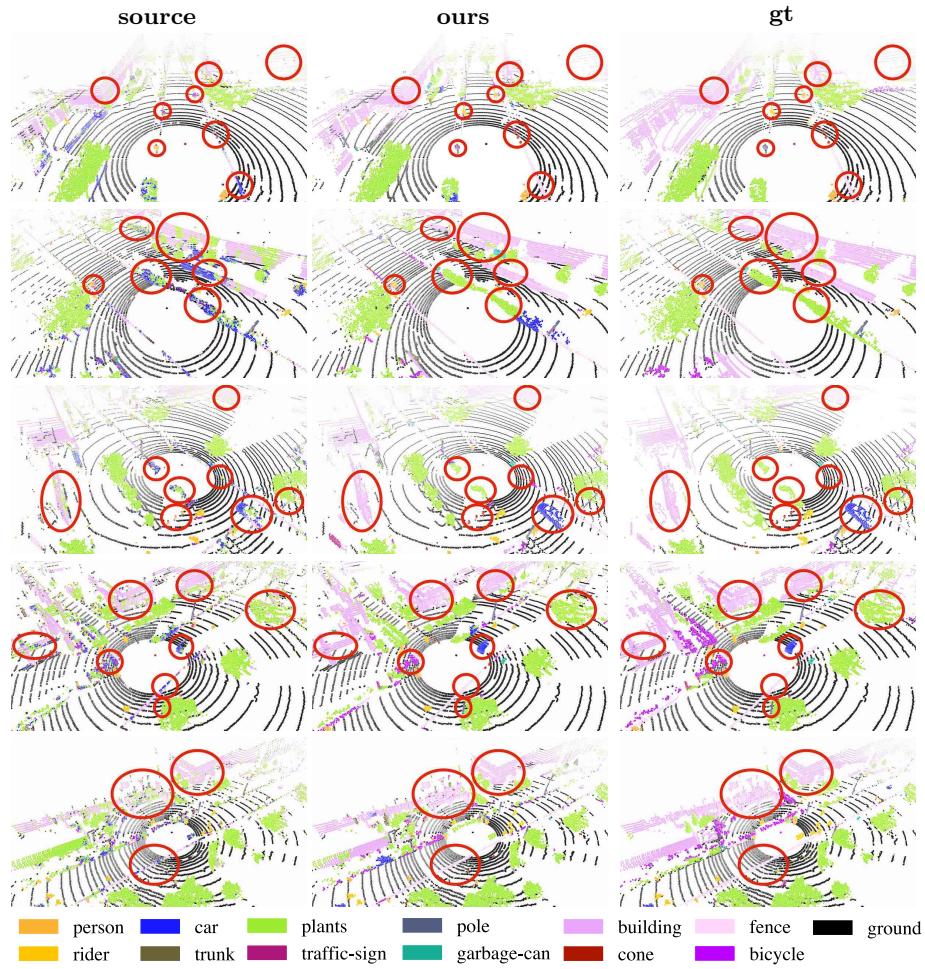 source ours gt
person car plants pole building fence ground
rider trunk traffic-sign garbage-can cone bicycle